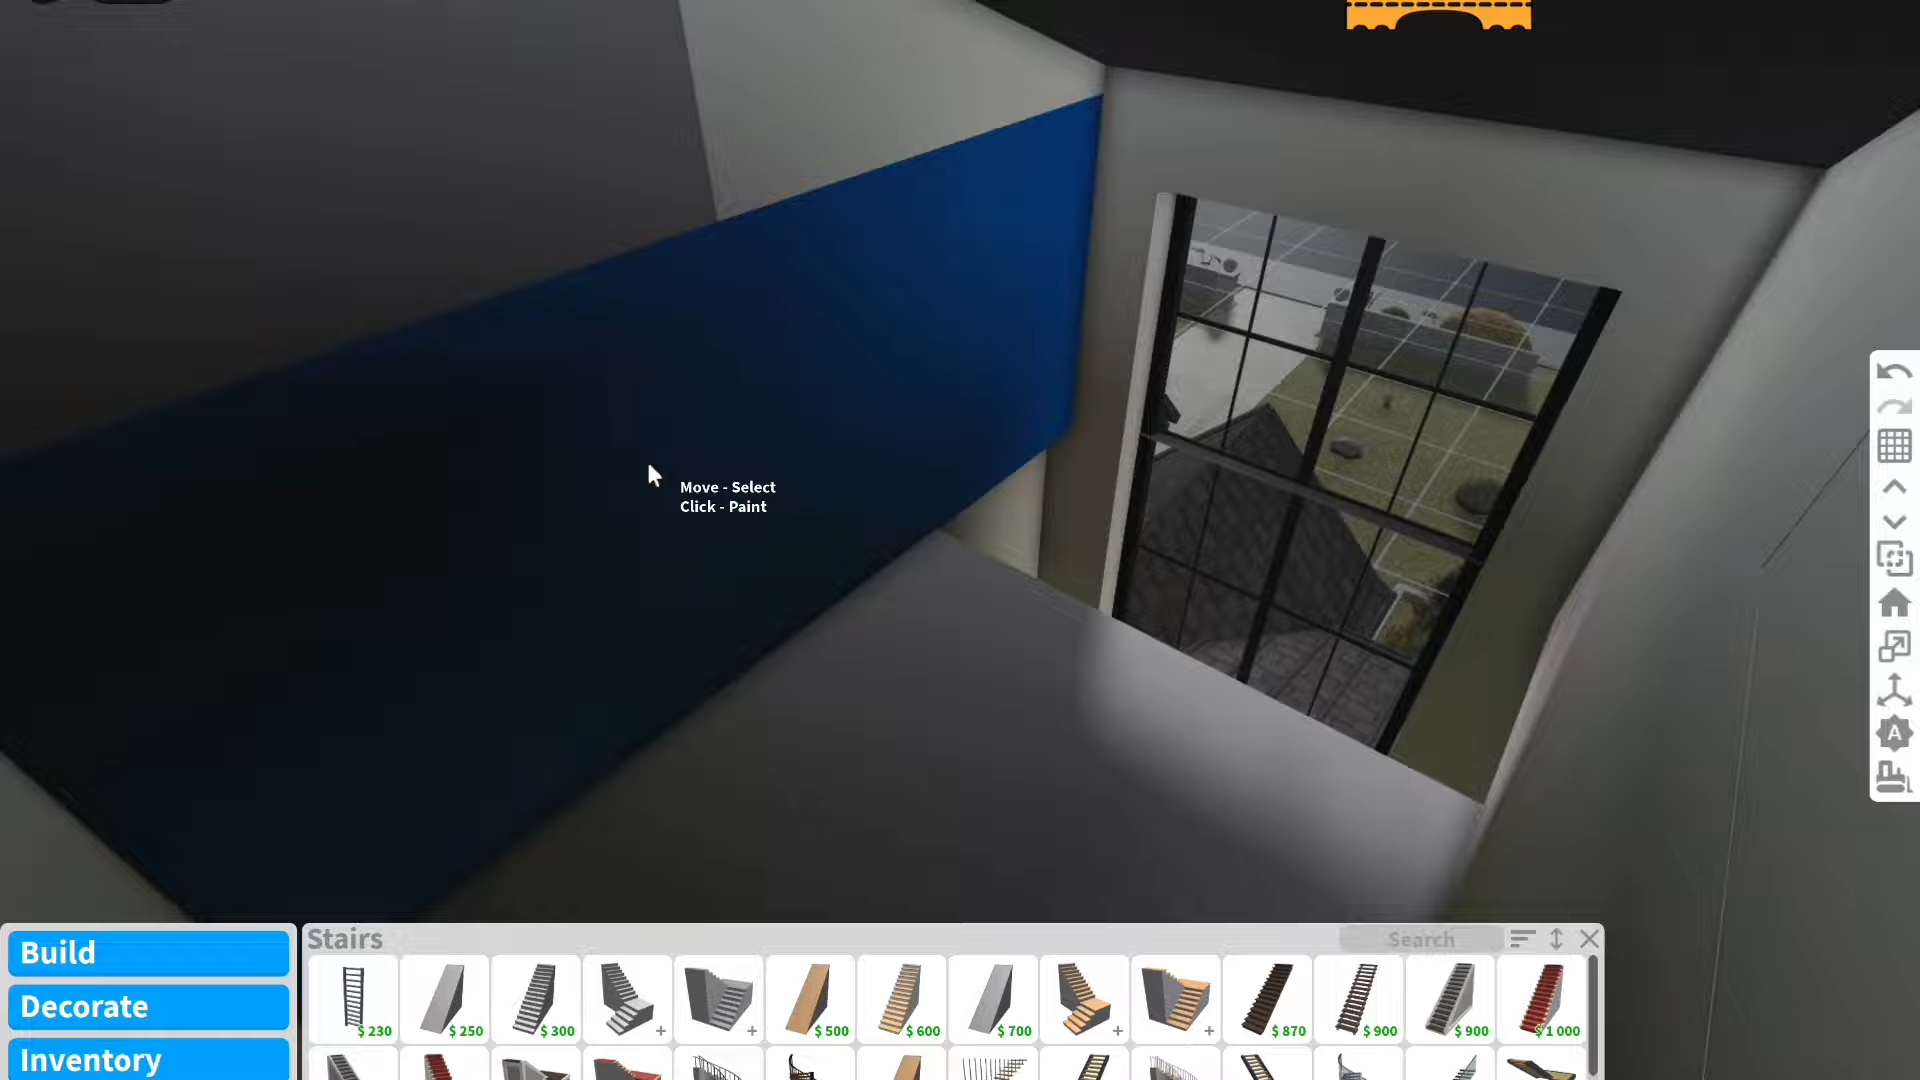 Move - Select
Click - Paint
Build
Decorate
Inventory
Stairs
Search
$ 230
$ 250
$ 300
+
+
$ 500
$ 600
$ 700
+
+
$ 870
$ 900
$ 900
$ 1 000
A